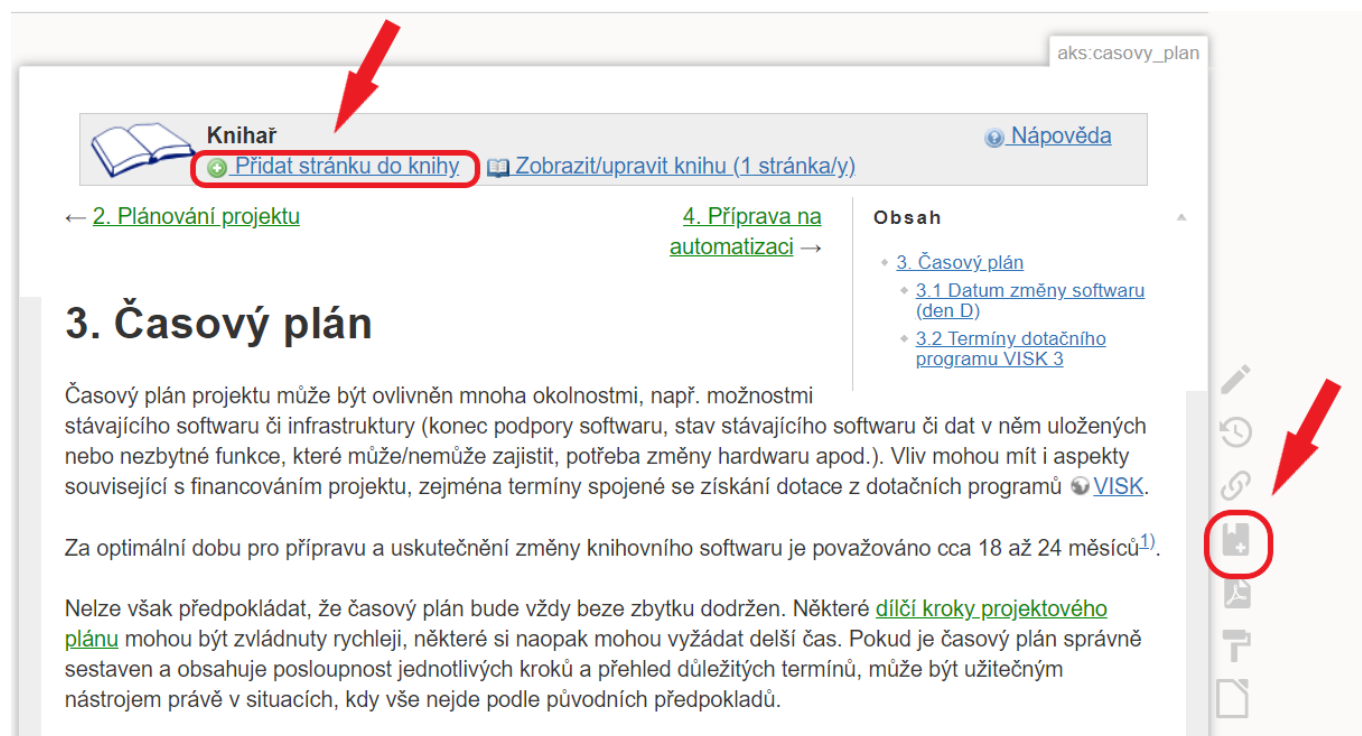 aks:casovy_plan
Knihař
Přidat stránku do knihy
Zobrazit/upravit knihu (1 stránka/y)
Nápověda
← 2. Plánování projektu
4. Příprava na
automatizaci →
Obsah
3. Časový plán
3.1 Datum změny softwaru
(den D)
3.2 Termíny dotačního
programu VISK 3
3. Časový plán
Časový plán projektu může být ovlivněn mnoha okolnostmi, např. možnostmi
stávajícího softwaru či infrastruktury (konec podpory softwaru, stav stávajícího softwaru či dat v něm uložených
nebo nezbytné funkce, které může/nemůže zajistit, potřeba změny hardwaru apod.). Vliv mohou mít i aspekty
související s financováním projektu, zejména termíny spojené se získání dotace z dotačních programů VISK.
Za optimální dobu pro přípravu a uskutečnění změny knihovního softwaru je považováno cca 18 až 24 měsíců1).
Nelze však předpokládat, že časový plán bude vždy beze zbytku dodržen. Některé dílčí kroky projektového
plánu mohou být zvládnuty rychleji, některé si naopak mohou vyžádat delší čas. Pokud je časový plán správně
sestaven a obsahuje posloupnost jednotlivých kroků a přehled důležitých termínů, může být užitečným
nástrojem právě v situacích, kdy vše nejde podle původních předpokladů.